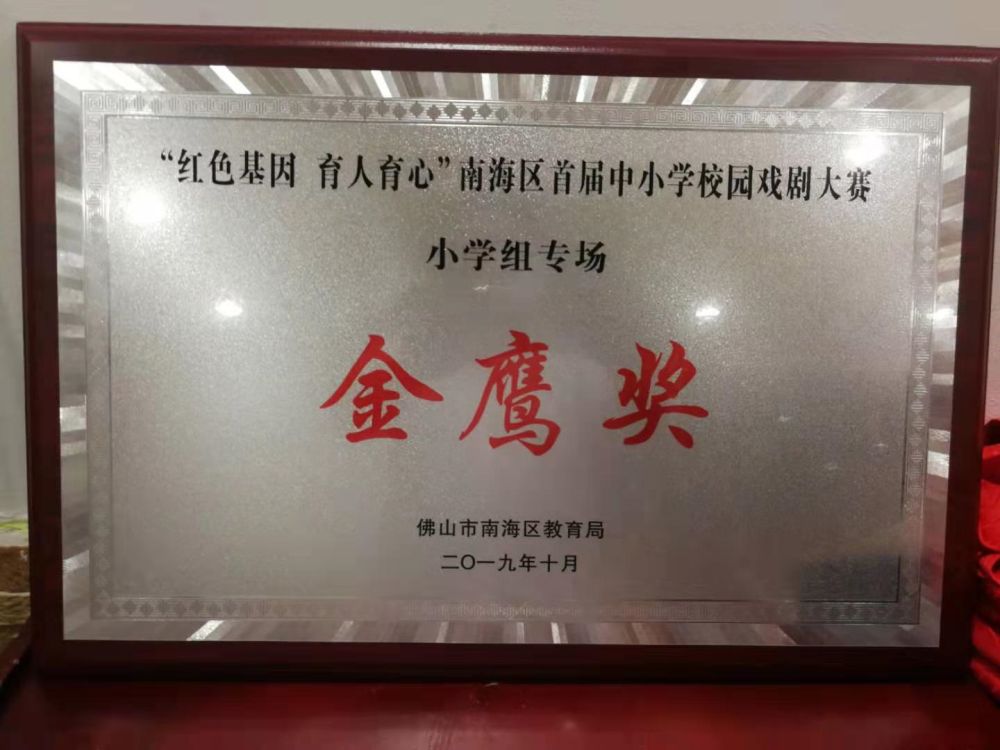 “红色基因 育人育心”南海区首届中小学校园戏剧大赛
小学组专场
金鹰奖
佛山市南海区教育局
二〇一九年十月